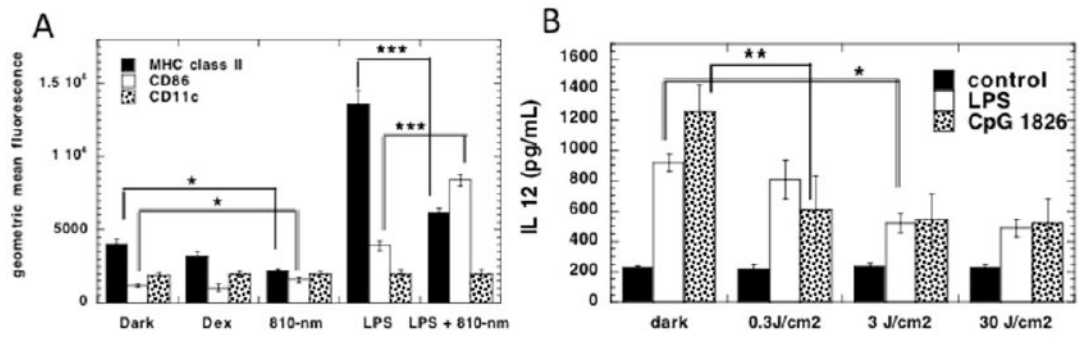 A
geometric mean fluorescence
1.5 10⁴
1 10⁴
5000
0
MHC class II
CD86
CD11c
***
***
*
*
Dark Dex 810-nm LPS LPS + 810-nm
B
IL 12 (pg/mL)
1600
1400
1200
1000
800
600
400
200
0
**
*
control
LPS
CpG 1826
dark 0.3J/cm2 3 J/cm2 30 J/cm2